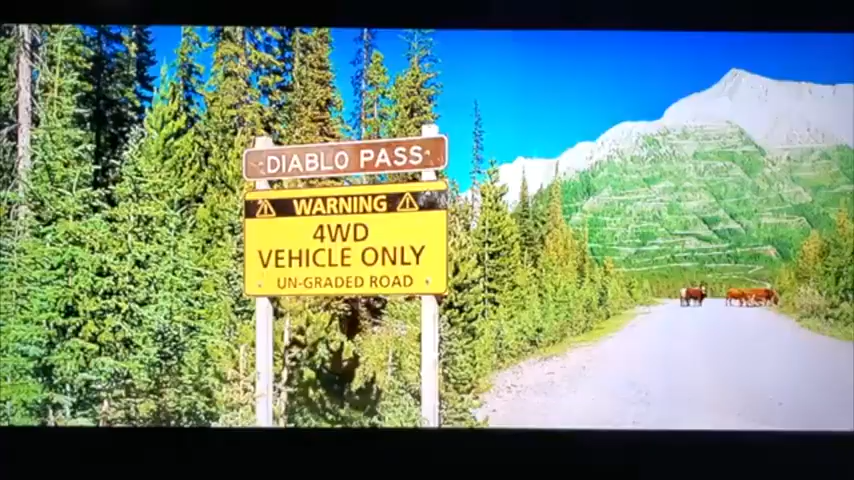 DIABLO PASS
WARNING
4WD
VEHICLE ONLY
UN-GRADED ROAD